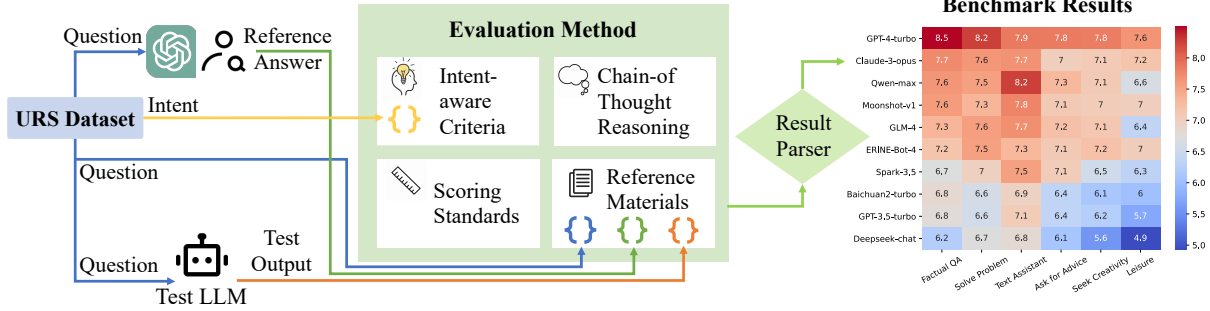 Benchmark Results
Question
Reference
Answer
Evaluation Method
Intent-
aware
Criteria
Chain-of
Thought
Reasoning
URS Dataset
Intent
{}
Question
Scoring
Standards
Reference
Materials
{} {} {}
Question
Test
Output
Test LLM
Result
Parser
GPT-4-turbo 8.5 8.2 7.9 7.8 7.8 7.6
Claude-3-opus 7.7 7.6 7.7 7 7.1 7.2
Qwen-max 7.6 7.5 8.2 7.3 7.1 6.6
Moonshot-v1 7.6 7.3 7.8 7.1 7 7
GLM-4 7.3 7.6 7.7 7.2 7.1 6.4
ERINE-Bot-4 7.2 7.5 7.3 7.1 7.2 7
Spark-3,5 6.7 7 7.5 7.1 6.5 6.3
Baichuan2-turbo 6.8 6.6 6.9 6.4 6.1 6
GPT-3,5-turbo 6.8 6.6 7.1 6.4 6.2 5.7
Deepseek-chat 6.2 6.7 6.8 6.1 5.6 4.9
Factual QA
Solve Problem
Text Assistant
Ask for Advice
Seek Creativity
Leisure
8.0
7.5
7.0
6.5
6.0
5.5
5.0